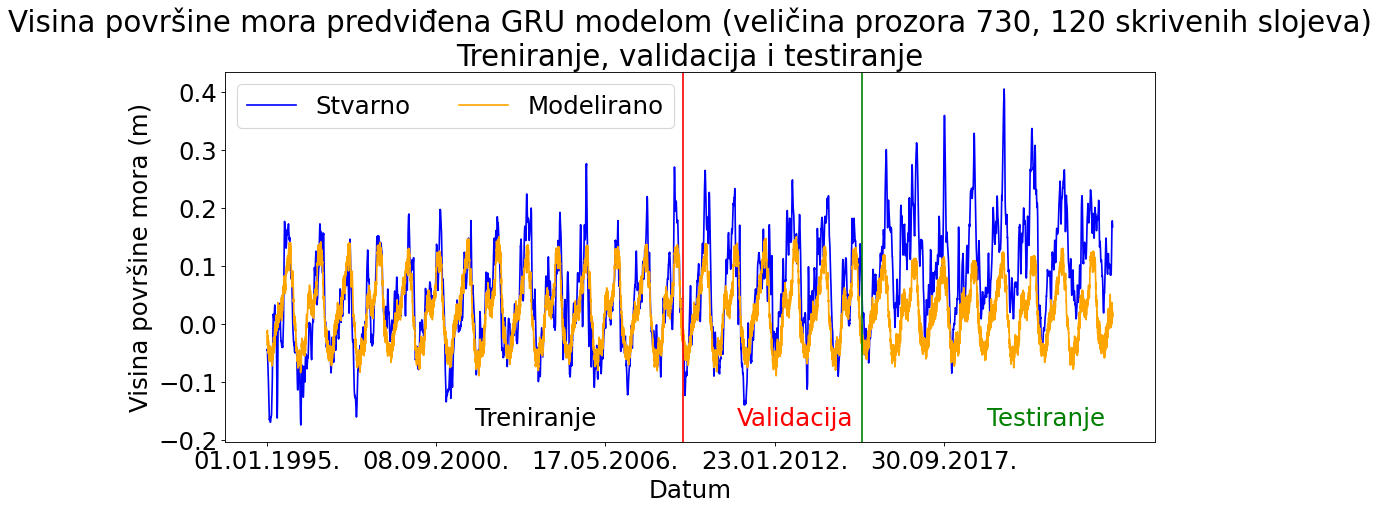 Visina površine mora predviđena GRU modelom (veličina prozora 730, 120 skrivenih slojeva)
Treniranje, validacija i testiranje
Stvarno
Modelirano
Visina površine mora (m)
0.4
0.3
0.2
0.1
0.0
−0.1
−0.2
Treniranje
Validacija
Testiranje
01.01.1995.
08.09.2000.
17.05.2006.
23.01.2012.
30.09.2017.
Datum